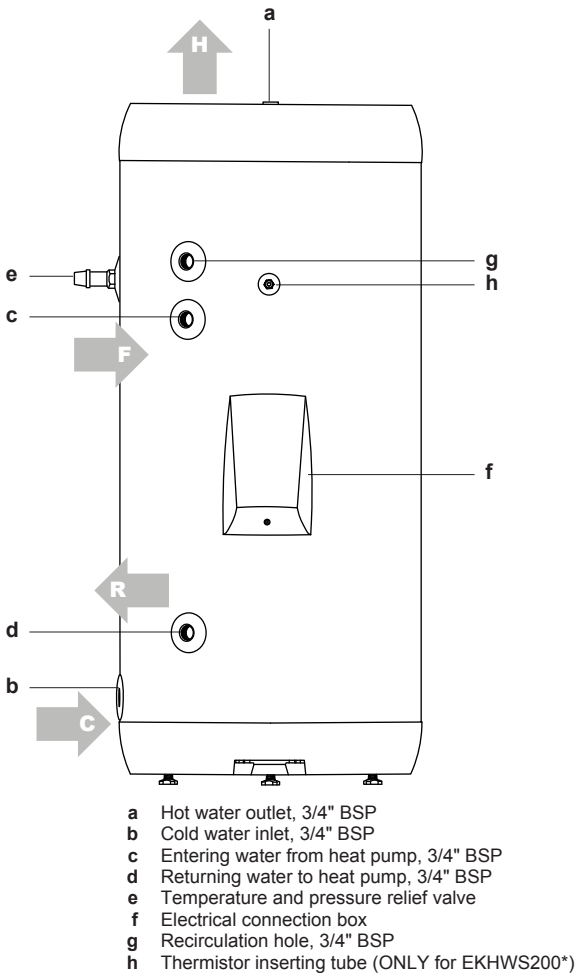 H
a
g
h
e
c
F
f
R
d
b
C
a Hot water outlet, 3/4" BSP
b Cold water inlet, 3/4" BSP
c Entering water from heat pump, 3/4" BSP
d Returning water to heat pump, 3/4" BSP
e Temperature and pressure relief valve
f Electrical connection box
g Recirculation hole, 3/4" BSP
h Thermistor inserting tube (ONLY for EKHWS200*)